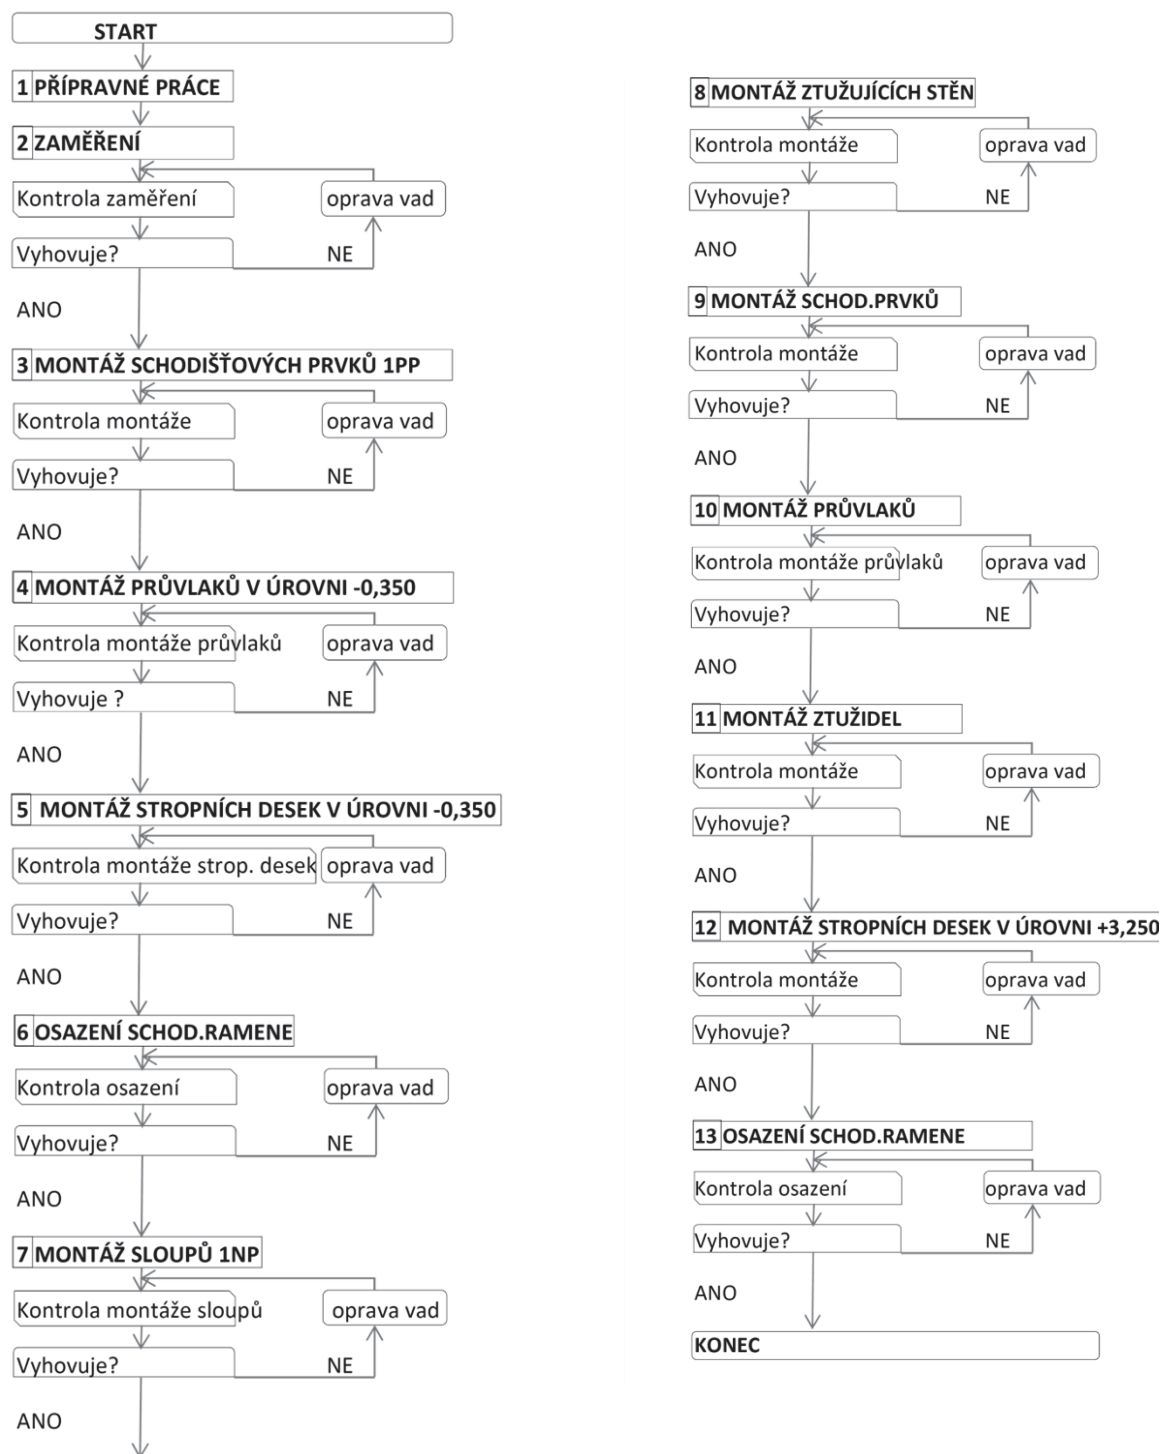 START
1 PŘÍPRAVNÉ PRÁCE
2 ZAMĚŘENÍ
Kontrola zaměření
oprava vad
Vyhovuje?
NE
ANO
3 MONTÁŽ SCHODIŠŤOVÝCH PRVKŮ 1PP
Kontrola montáže
oprava vad
Vyhovuje?
NE
ANO
4 MONTÁŽ PRŮVLAKŮ V ÚROVNI -0,350
Kontrola montáže průvlaků
oprava vad
Vyhovuje ?
NE
ANO
5 MONTÁŽ STROPNÍCH DESEK V ÚROVNI -0,350
Kontrola montáže strop. desek
oprava vad
Vyhovuje?
NE
ANO
6 OSAZENÍ SCHOD.RAMENE
Kontrola osazení
oprava vad
Vyhovuje?
NE
ANO
7 MONTÁŽ SLOUPŮ 1NP
Kontrola montáže sloupů
oprava vad
Vyhovuje?
NE
ANO
8 MONTÁŽ ZTUŽUJÍCÍCH STĚN
Kontrola montáže
oprava vad
Vyhovuje?
NE
ANO
9 MONTÁŽ SCHOD.PRVKŮ
Kontrola montáže
oprava vad
Vyhovuje?
NE
ANO
10 MONTÁŽ PRŮVLAKŮ
Kontrola montáže průvlaků
oprava vad
Vyhovuje?
NE
ANO
11 MONTÁŽ ZTUŽIDEL
Kontrola montáže
oprava vad
Vyhovuje?
NE
ANO
12 MONTÁŽ STROPNÍCH DESEK V ÚROVNI +3,250
Kontrola montáže
oprava vad
Vyhovuje?
NE
ANO
13 OSAZENÍ SCHOD.RAMENE
Kontrola osazení
oprava vad
Vyhovuje?
NE
ANO
KONEC